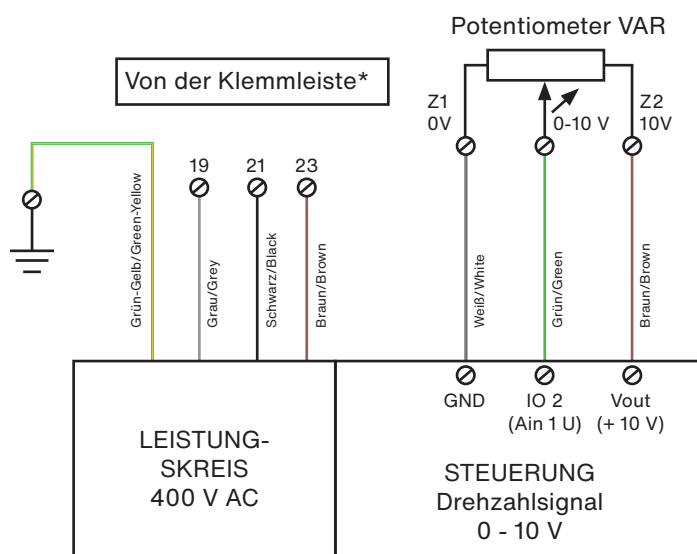 Potentiometer VAR
Von der Klemmleiste*
Z1
0V
0-10 V
Z2
10V
19
21
23
Grün-Gelb/Green-Yellow
Grau/Grey
Schwarz/Black
Braun/Brown
Weiß/White
Grün/Green
Braun/Brown
GND
IO 2
(Ain 1 U)
Vout
(+ 10 V)
LEISTUNG-
SKREIS
400 V AC
STEUERUNG
Drehzahlsignal
0 - 10 V